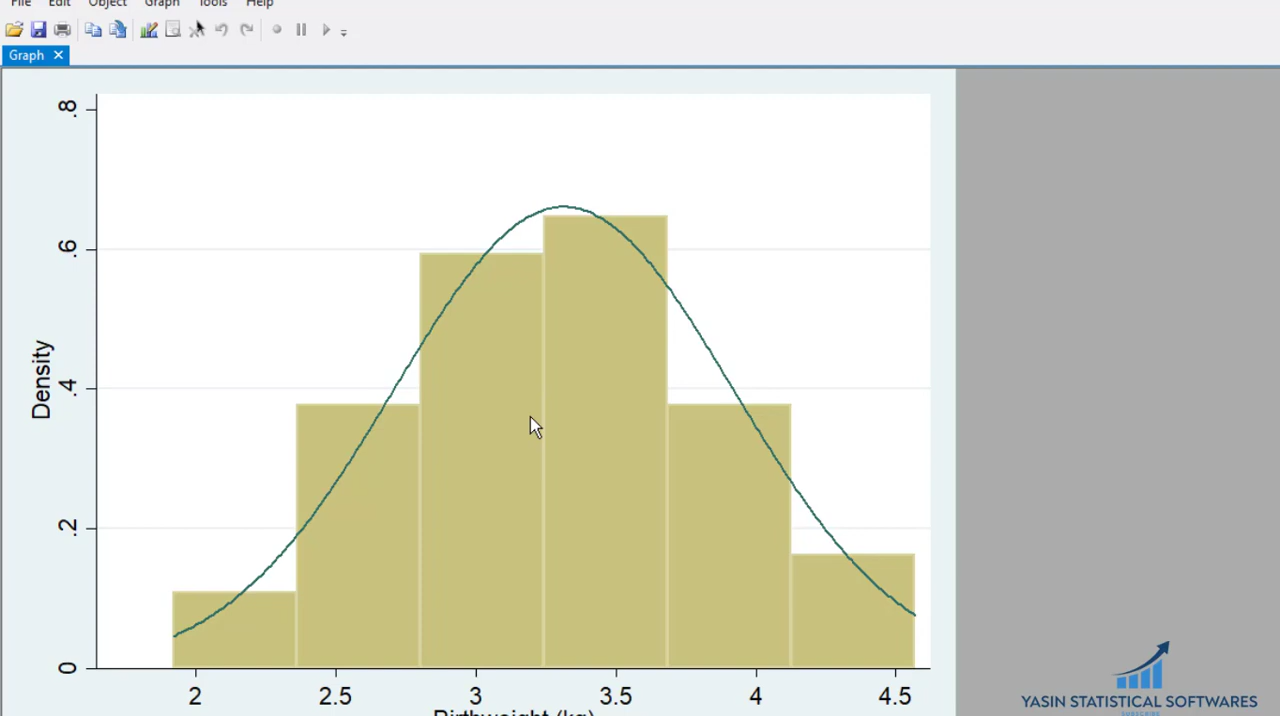 File Edit Object Graph Tools Help
Graph
.8
.6
.4
.2
0
Density
2 2.5 3 3.5 4 4.5
Birthweight (kg)
YASIN STATISTICAL SOFTWARES
SUBSCRIBE